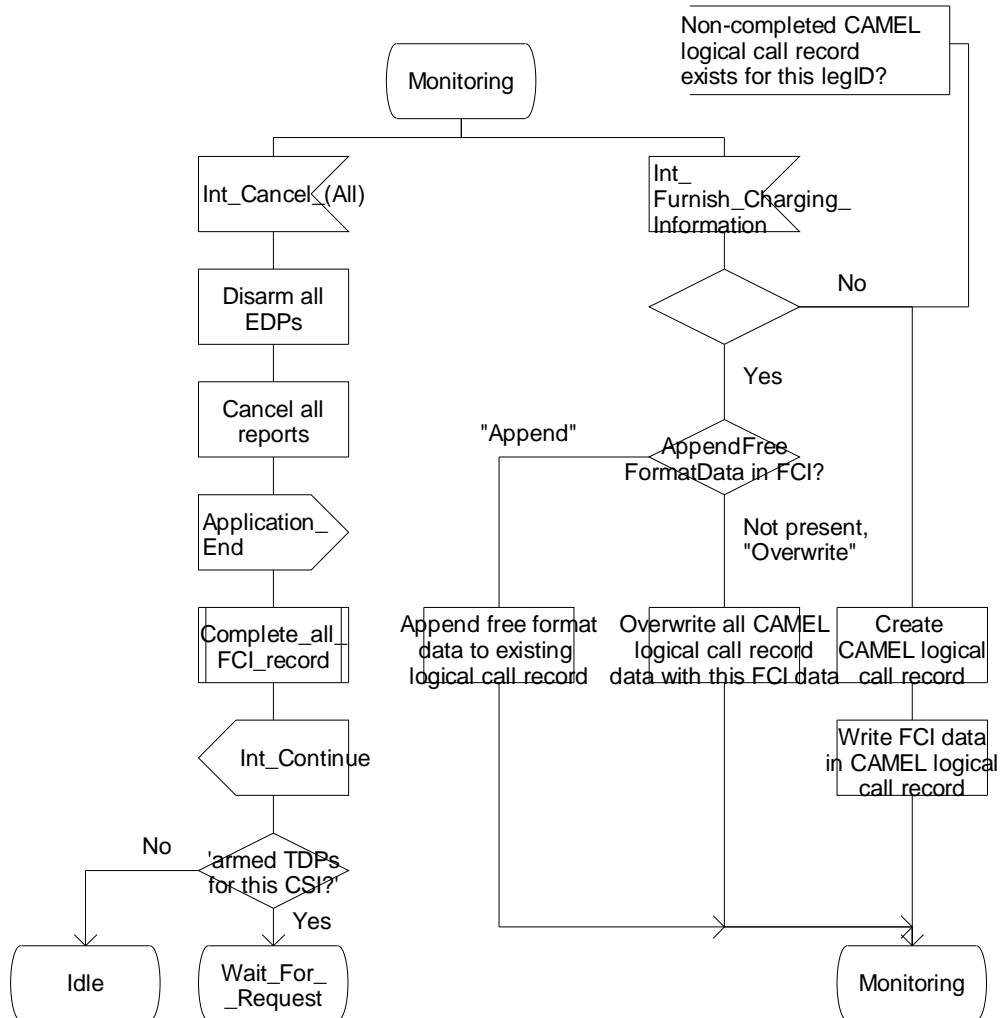 Non-completed CAMEL
logical call record
exists for this legID?
Monitoring
Int_Cancel_(All)
Int_
Furnish_Charging_
Information
Disarm all
EDPs
No
Yes
Cancel all
reports
"Append"
AppendFree
FormatData in FCI?
Application_
End
Not present,
"Overwrite"
Complete_all_
FCI_record
Append free format
data to existing
logical call record
Overwrite all CAMEL
logical call record
data with this FCI data
Create
CAMEL logical
call record
Int_Continue
Write FCI data
in CAMEL logical
call record
No
'armed TDPs
for this CSI?'
Yes
Idle
Wait_For_
_Request
Monitoring